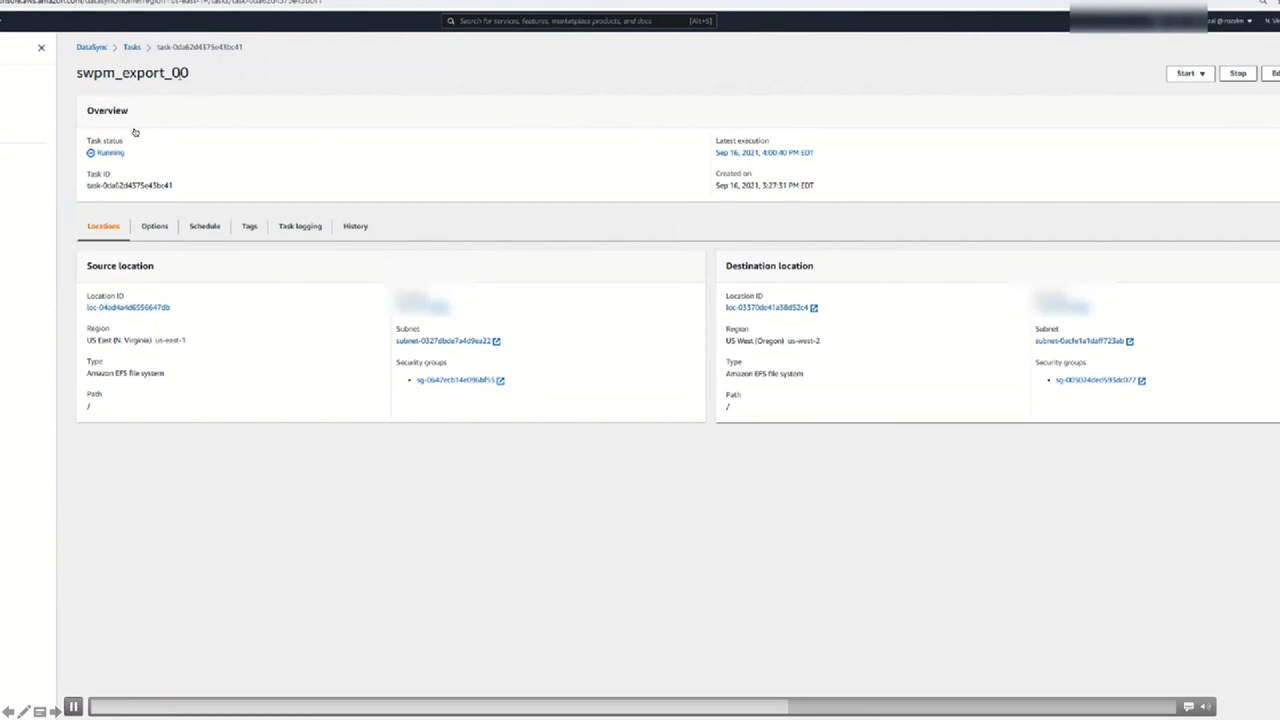 Search for services, features, marketplace products, and docs [Alt+S]
DataSync > Tasks > task-0da62d4375e43bc41
swpm_export_00
Start ▼ Stop
Overview
Task status
Running
Task ID
task-0da62d4375e43bc41
Latest execution
Sep 16, 2021, 4:00:40 PM EDT
Created on
Sep 16, 2021, 3:27:31 PM EDT
Locations Options Schedule Tags Task logging History
Source location
Location ID
loc-04ad4a4d6556647db
Region
US East (N. Virginia) us-east-1
Type
Amazon EFS file system
Path
/
Subnet
subnet-0327dbde7a4d9ea22
Security groups
sg-0647ecb14e096bf55
Destination location
Location ID
loc-03370de41a38d52c4
Region
US West (Oregon) us-west-2
Type
Amazon EFS file system
Path
/
Subnet
subnet-0acfe1a1daff723ab
Security groups
sg-005024ded593dc077